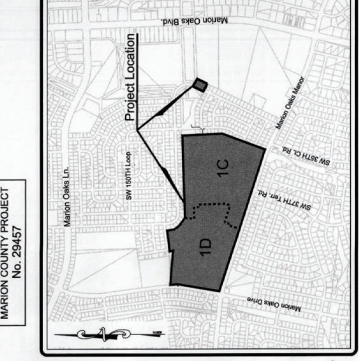 MARION COUNTY PROJECT
No. 29457
Marion Oaks Blvd.
Project Location
Marion Oaks Ln.
SW 150TH Loop
Marion Oaks Manor
SW 35TH Ct. Rd.
SW 37TH Terr. Rd.
1C
1D
Marion Oaks Drive